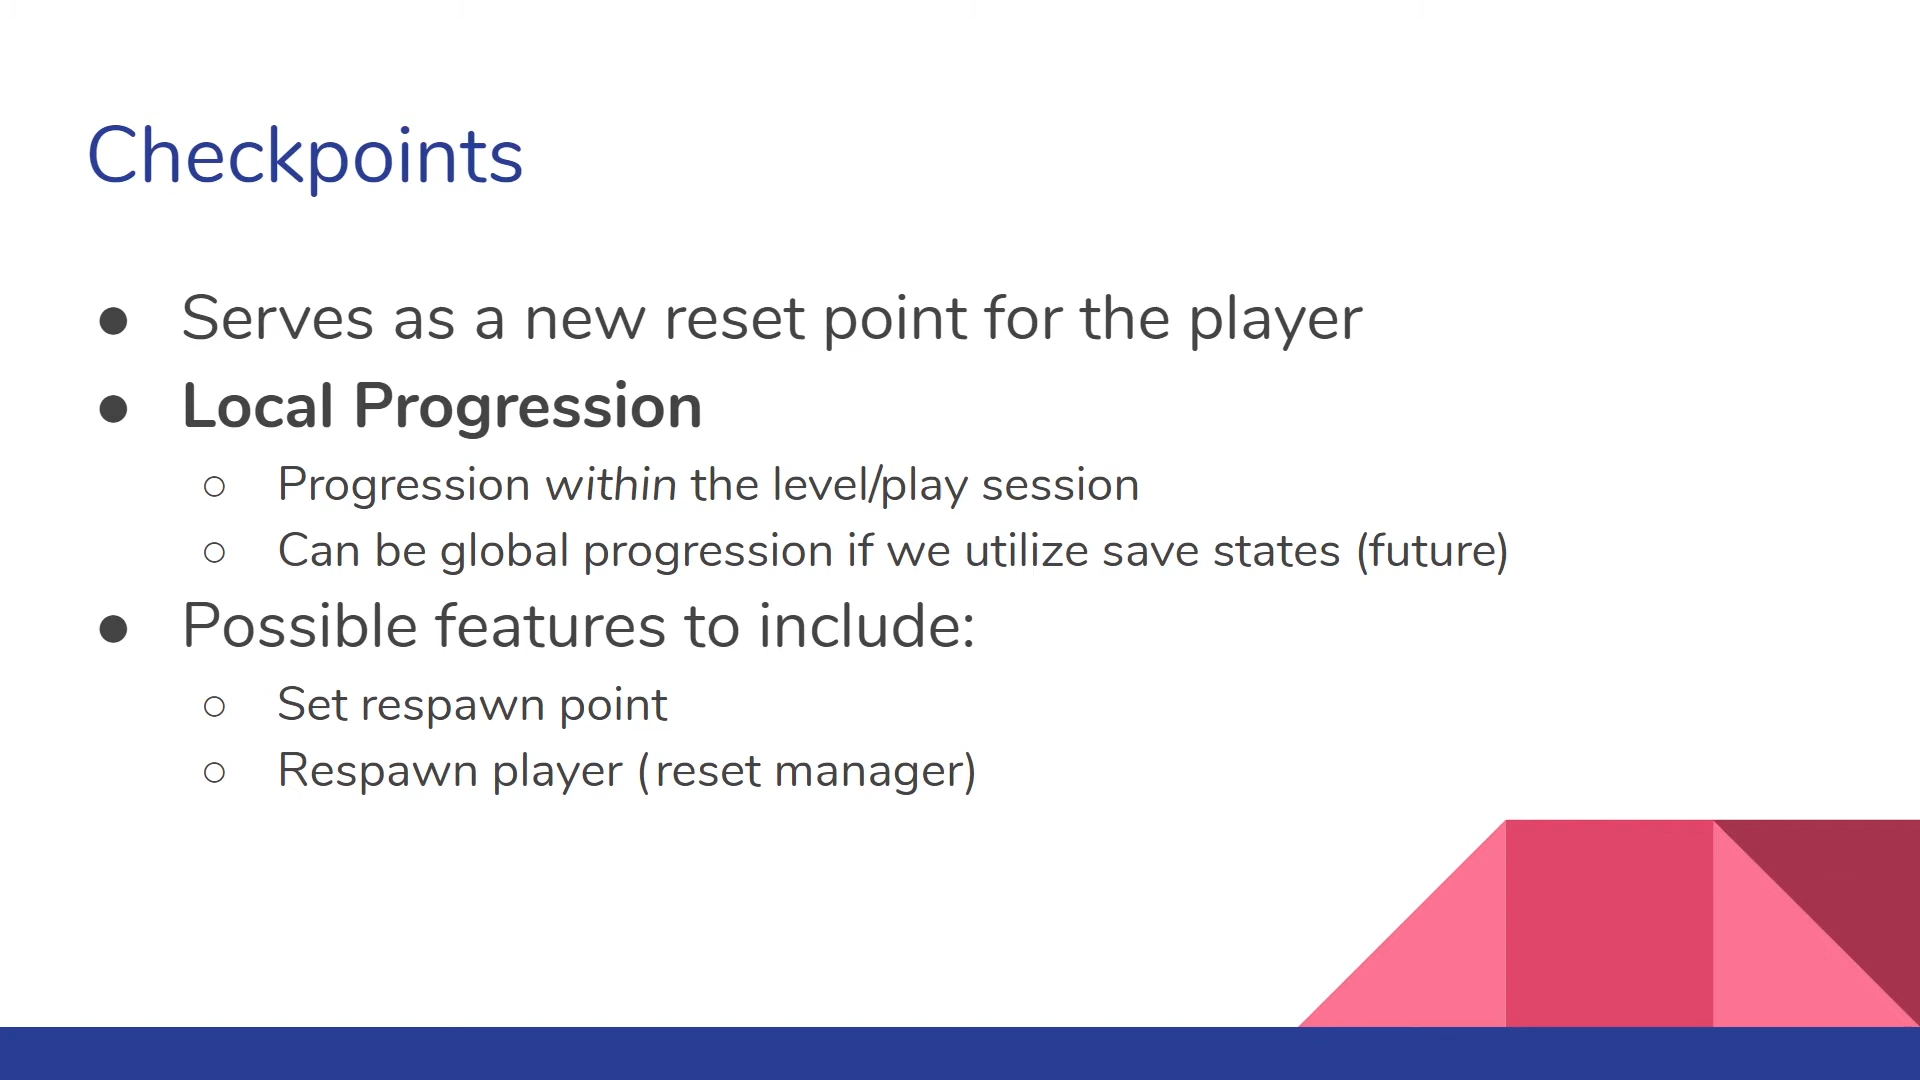 Checkpoints
● Serves as a new reset point for the player
● Local Progression
○ Progression within the level/play session
○ Can be global progression if we utilize save states (future)
● Possible features to include:
○ Set respawn point
○ Respawn player (reset manager)